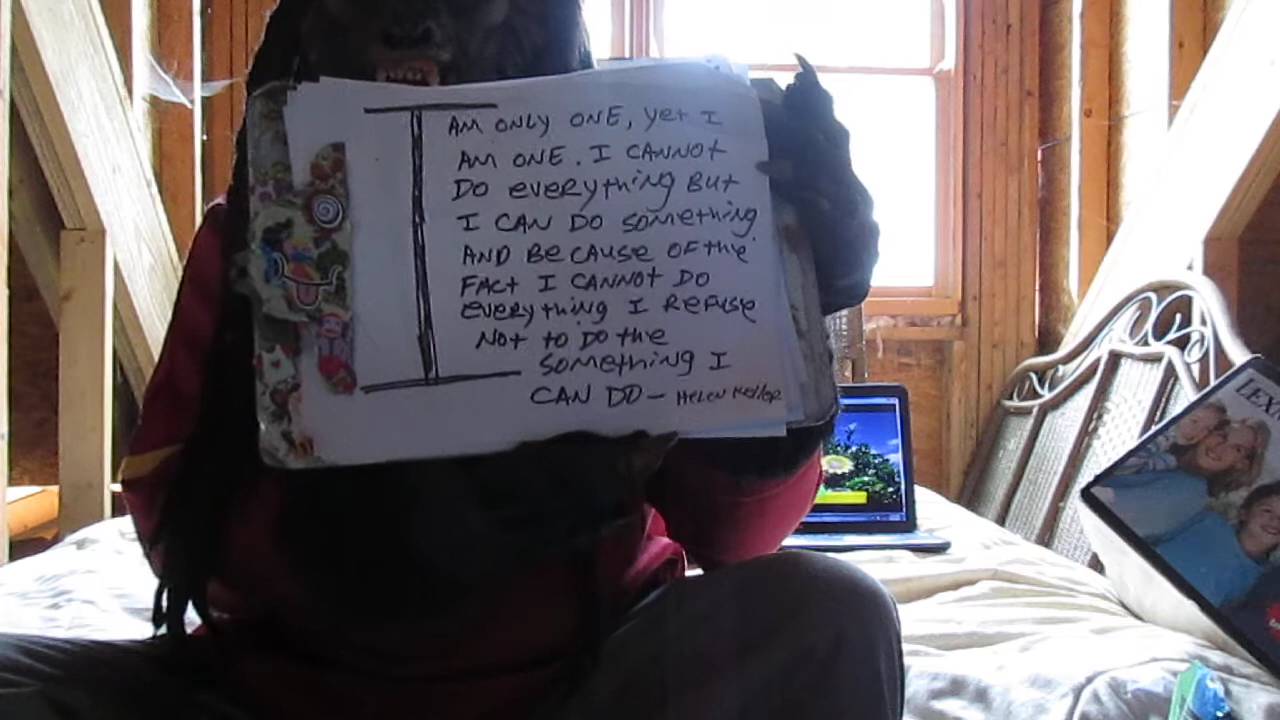 I AM ONLY ONE, yet I
AM ONE. I CANNOT
DO everything But
I CAN DO something
AND Because OF the
FACt I CANNOt DO
everything I Refuse
Not to Do the
something I
CAN DO - Helen Keller
LEX